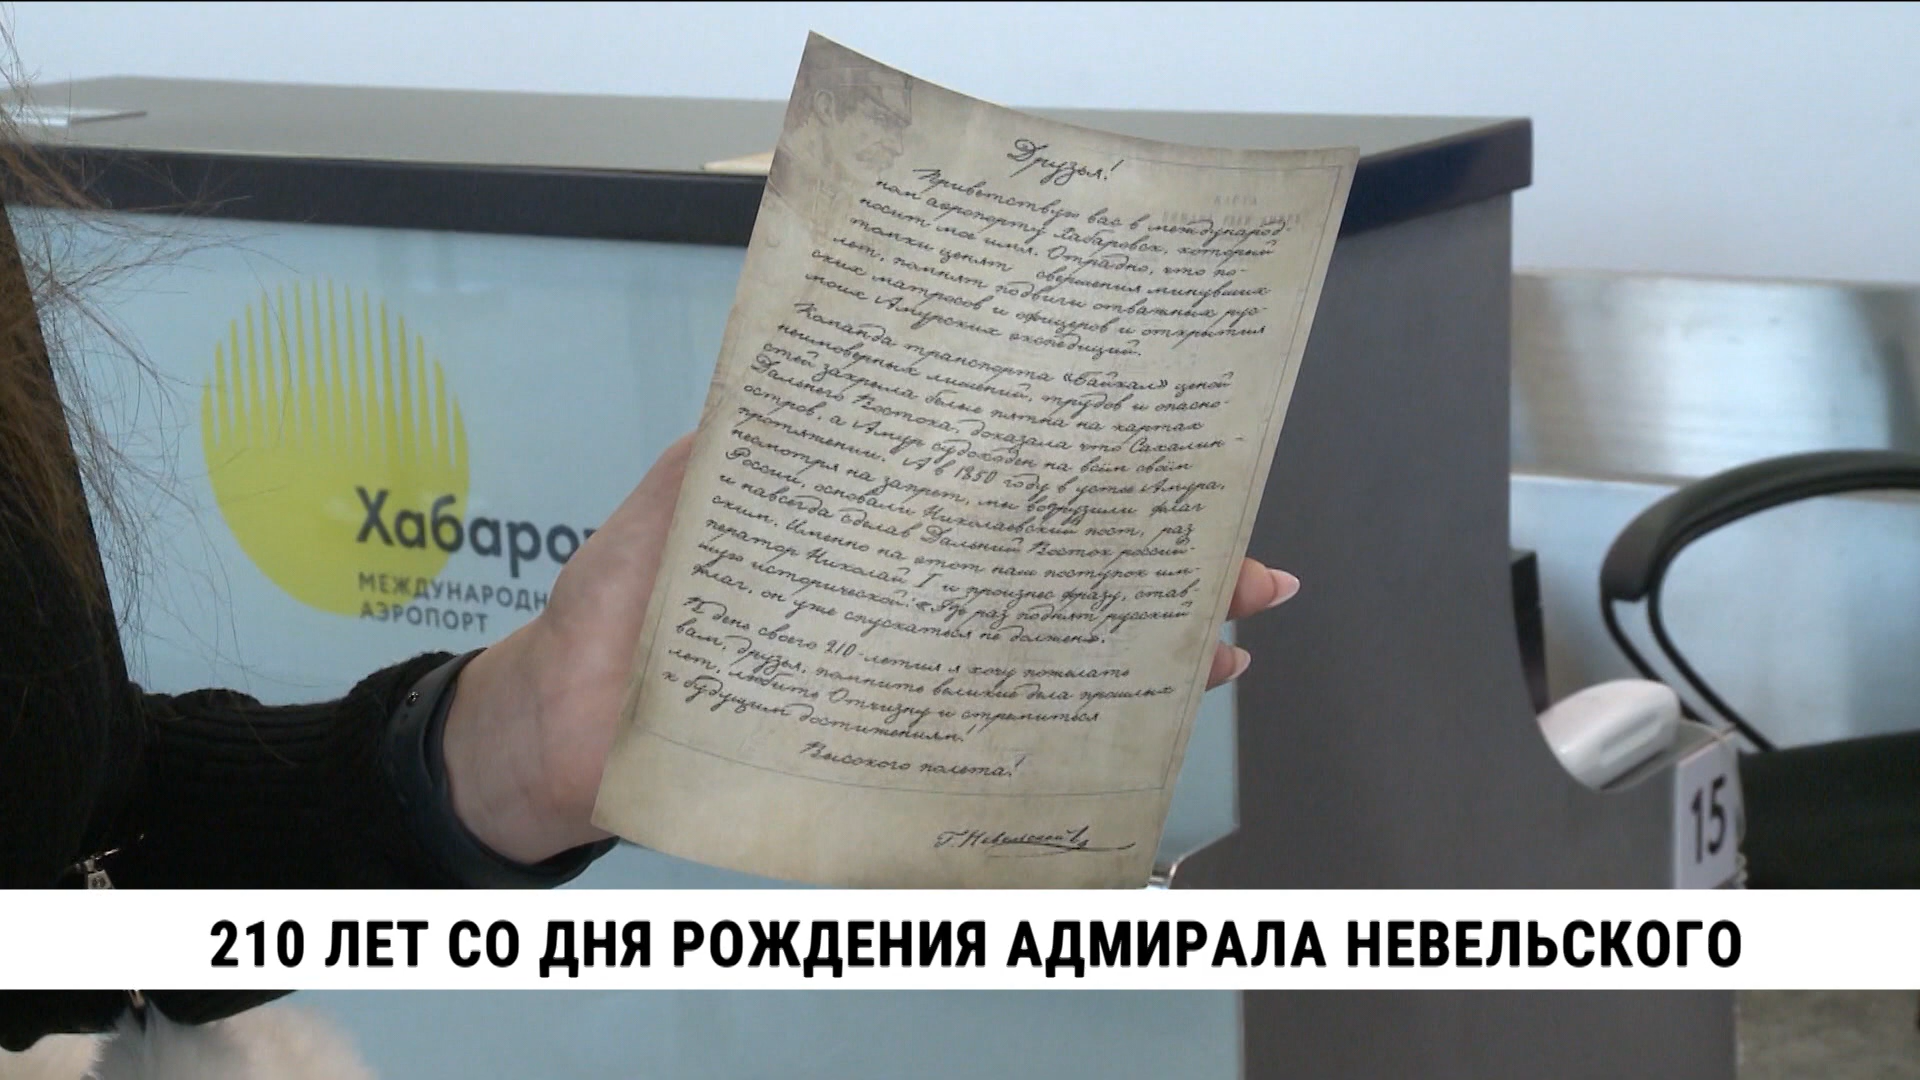 Друзья!
Приветствую вас в международ-
ном аэропорту Хабаровск, который
носит мое имя. Отрадно, что по-
томки ценят свершения минувших
лет, помнят подвиги отважных рус-
ских матросов и офицеров и открытия
моих Амурских экспедиций.
Команда транспорта «Байкал» ценой
неимоверных лишений, трудов и опасно-
стей закрыла белые пятна на картах
Дальнего Востока, доказала что Сахалин -
остров, а Амур судоходен на всём своём
протяжении. А в 1850 году в устье Амура,
несмотря на запрет, мы водрузили флаг
России, основали Николаевский пост, раз
и навсегда сделав Дальний Восток россий-
ским. Именно на этот наш поступок им-
ператор Николай I и произнес фразу, став-
шую исторической: «Где раз поднят русский
флаг, он уже спускаться не должен».
В день своего 210-летия я хочу пожелать
вам, друзья, помнить великие дела прошлых
лет, любить Отчизну и стремиться
к будущим достижениям!
Высокого полета!
Г. Невельской
Хабаро
МЕЖДУНАРОДН
АЭРОПОРТ
15
210 ЛЕТ СО ДНЯ РОЖДЕНИЯ АДМИРАЛА НЕВЕЛЬСКОГО